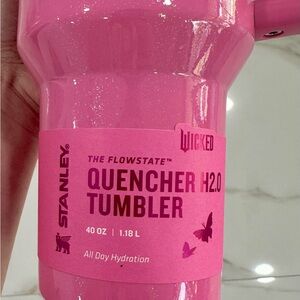 WICKED
STANLEY®
THE FLOWSTATE™
QUENCHER H2.0
TUMBLER
40 OZ | 1.18 L
All Day Hydration